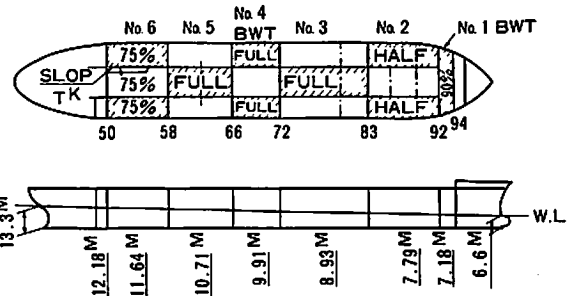 No. 6 No. 5 No. 4 BWT No. 3 No. 2 No. 1 BWT
75% FULL HALF
SLOP TK 75% FULL FULL 90%
75% FULL HALF
50 58 66 72 83 92 94
W.L.
13.3M 12.18M 11.64M 10.71M 9.91M 8.93M 7.79M 7.18M 6.6M